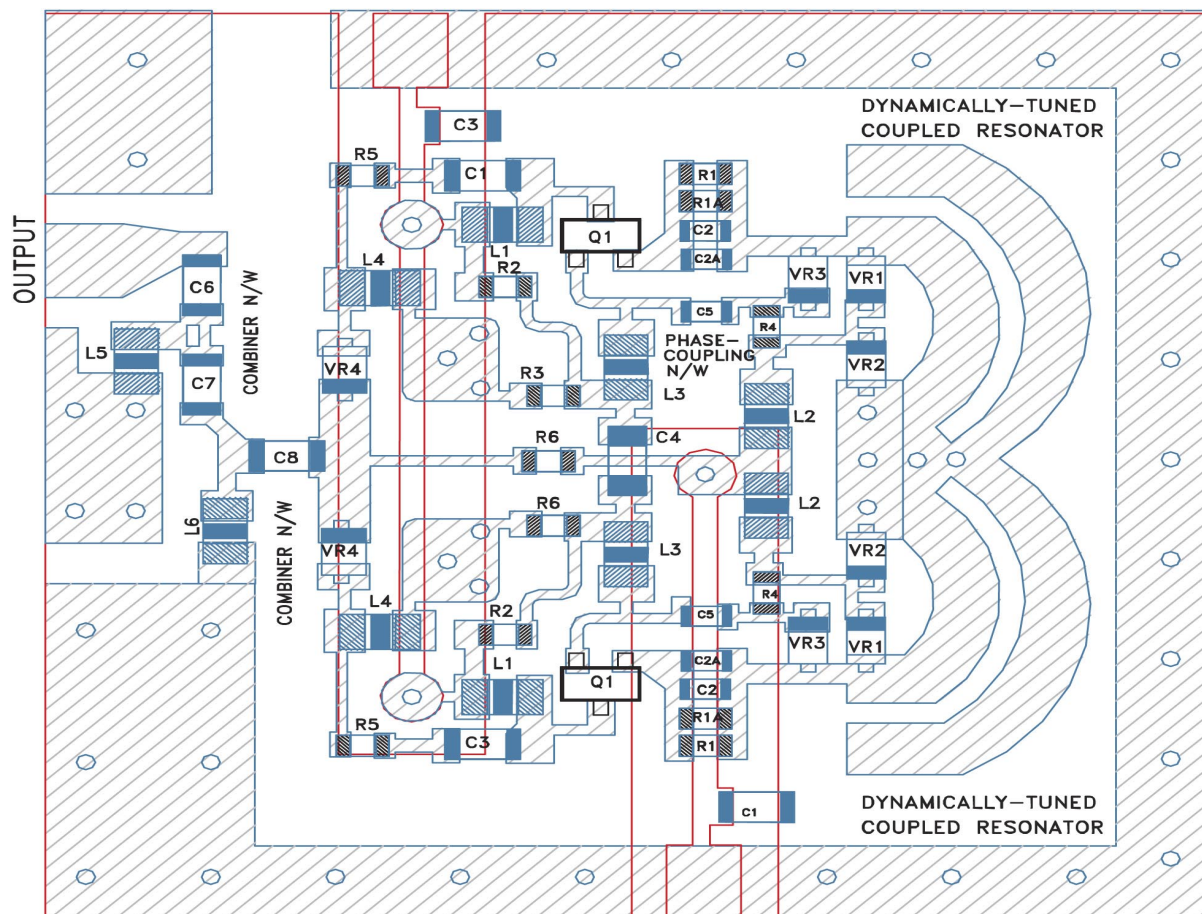 DYNAMICALLY-TUNED
COUPLED RESONATOR
C3
R5
C1
R1
R1A
OUTPUT
Q1
C2
L1
C2A
L4
R2
VR3
VR1
C6
COMBINER N/W
C5
R4
L5
PHASE-
COUPLING
N/W
C7
VR4
VR2
R3
L3
L2
C4
C8
R6
L2
L6
COMBINER N/W
R6
VR4
L3
VR2
L4
R2
R4
C5
VR3
VR1
L1
C2A
Q1
C2
R5
C3
R1A
R1
C1
DYNAMICALLY-TUNED
COUPLED RESONATOR